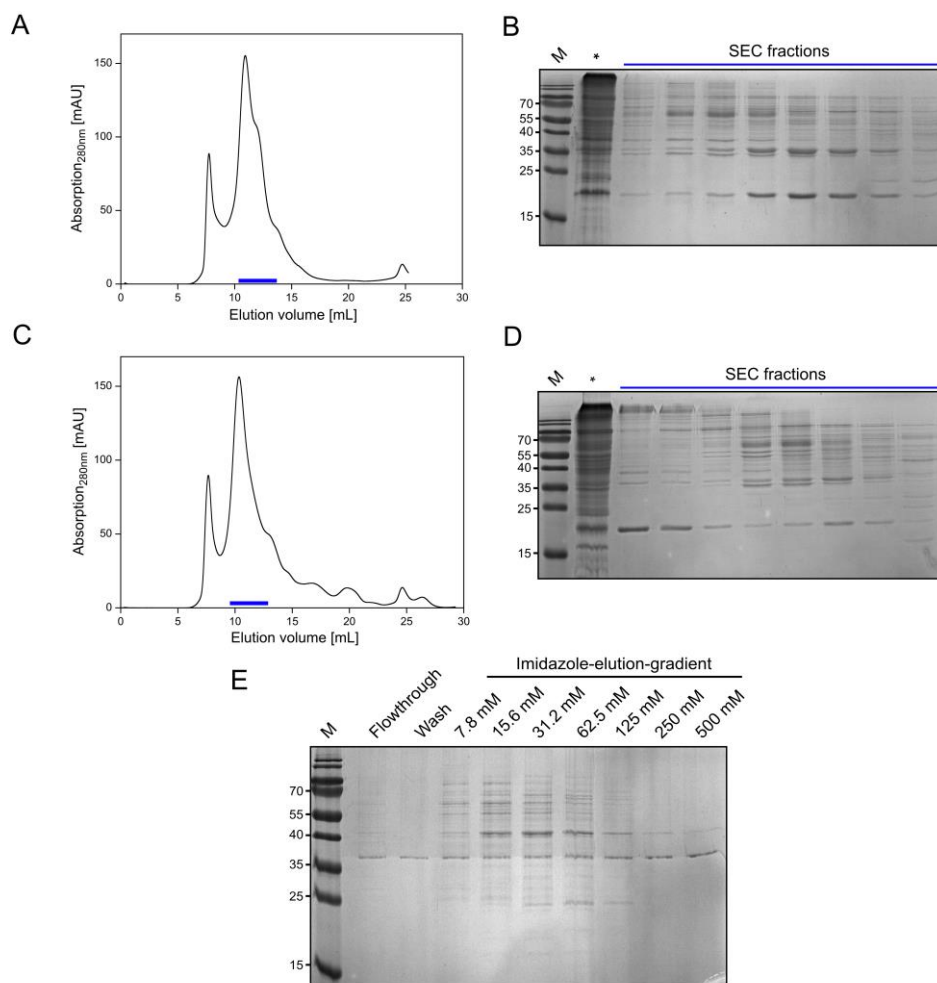 A
Absorption280nm [mAU]
150
100
50
0
0 5 10 15 20 25 30
Elution volume [mL]
B
M * SEC fractions
70
55
40
35
25
15
C
Absorption280nm [mAU]
150
100
50
0
0 5 10 15 20 25 30
Elution volume [mL]
D
M * SEC fractions
70
55
40
35
25
15
E
Imidazole-elution-gradient
M Flowthrough Wash 7.8 mM 15.6 mM 31.2 mM 62.5 mM 125 mM 250 mM 500 mM
70
55
40
35
25
15